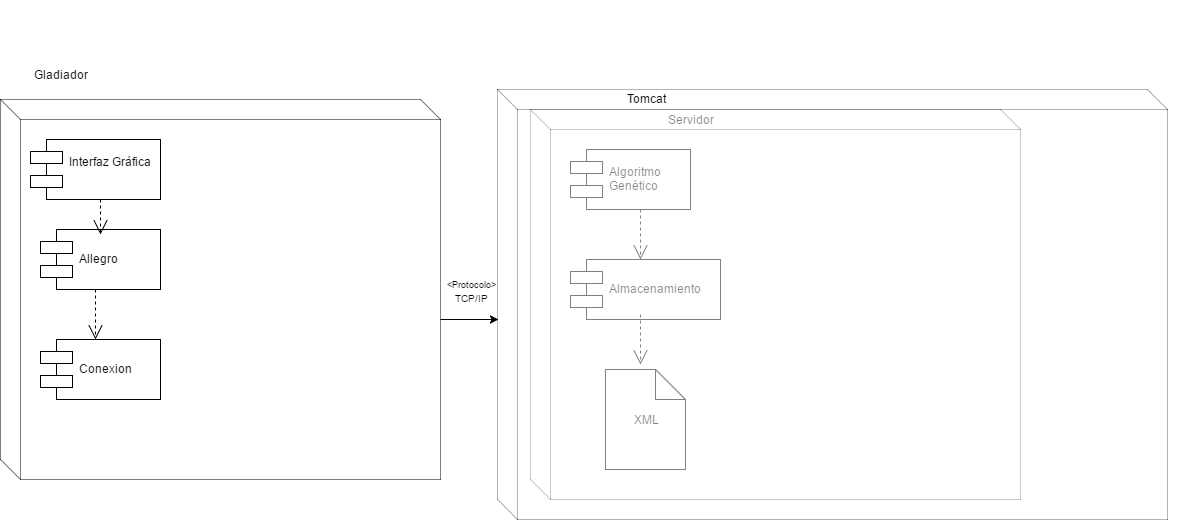 Gladiador
Interfaz Gráfica
Allegro
Conexion
<Protocolo>
TCP/IP
Tomcat
Servidor
Algoritmo
Genético
Almacenamiento
XML